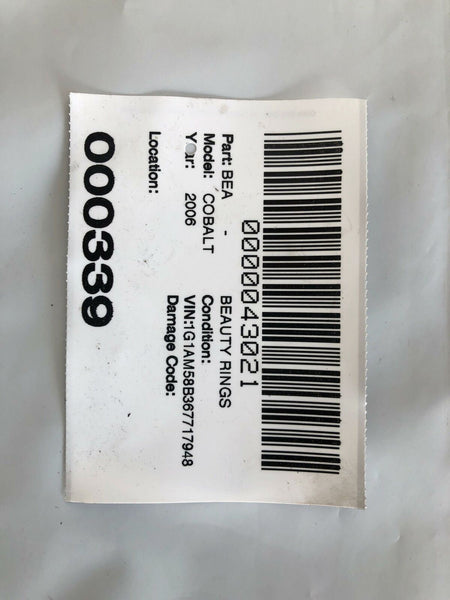 0000043021
Part: BEA - BEAUTY RINGS
Model: COBALT Condition:
Year: 2006 VIN:1G1AM58B367717948
Damage Code:
Location:
000339